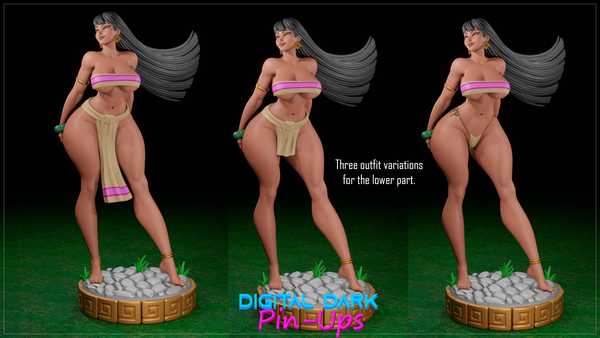 Three outfit variations
for the lower part.
DIGITAL DARK
Pin-Ups